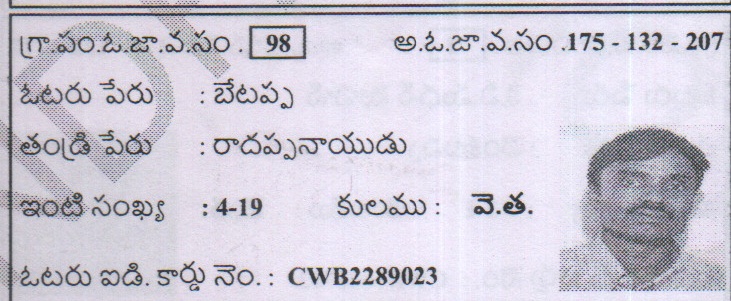 గ్రా.పం.ఓ.జా.వ.సం 98 అ.ఓ.జా.వ.సం .175 - 132 - 207
ఓటరు పేరు : బేటప్ప
తండ్రి పేరు : రాదప్పనాయుడు
ఇంటి సంఖ్య : 4-19 కులము : వె.త.
ఓటరు ఐడి. కార్డు నెం. : CWB2289023